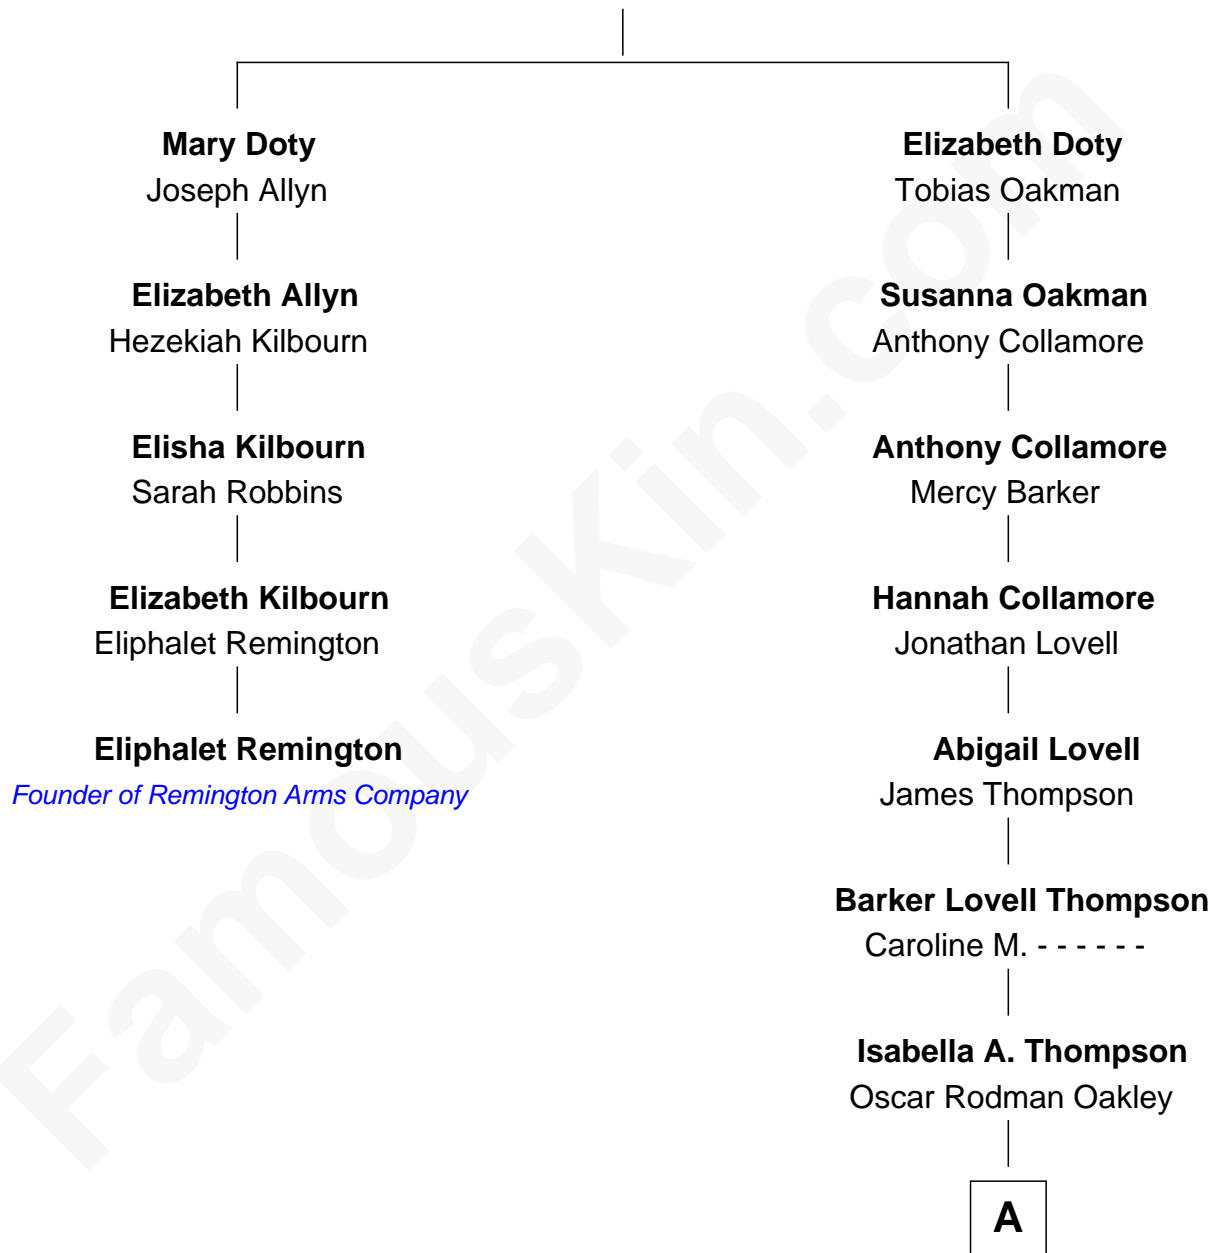 Mary Doty
Joseph Allyn
Elizabeth Allyn
Hezekiah Kilbourn
Elisha Kilbourn
Sarah Robbins
Elizabeth Kilbourn
Eliphalet Remington
Eliphalet Remington
Founder of Remington Arms Company
Elizabeth Doty
Tobias Oakman
Susanna Oakman
Anthony Collamore
Anthony Collamore
Mercy Barker
Hannah Collamore
Jonathan Lovell
Abigail Lovell
James Thompson
Barker Lovell Thompson
Caroline M. - - - - - -
Isabella A. Thompson
Oscar Rodman Oakley
A
FamousKin.com